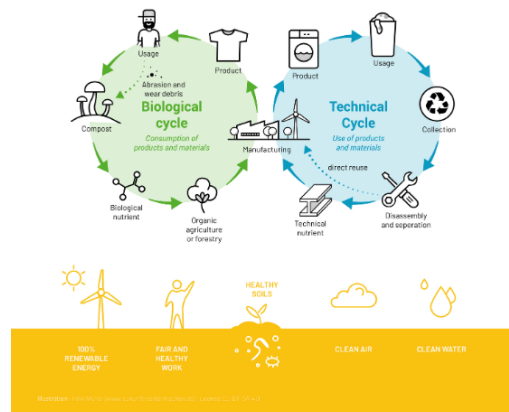 Usage
Product
Abrasion and
wear debris
Biological
cycle
Consumption of
products and materials
Compost
Biological
nutrient
Organic
agriculture
or forestry
Manufacturing
Product
Usage
Technical
Cycle
Use of products
and materials
Collection
direct reuse
Technical
nutrient
Disassembly
and seperation
100%
RENEWABLE
ENERGY
FAIR AND
HEALTHY
WORK
HEALTHY
SOILS
CLEAN AIR
CLEAN WATER
Illustration: